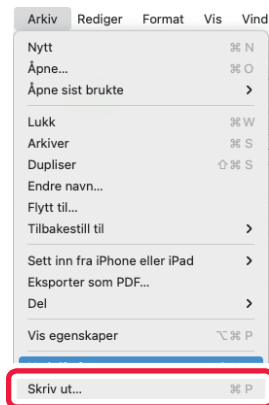 Arkiv Rediger Format Vis Vind
Nytt ⌘ N
Åpne... ⌘ O
Åpne sist brukte >
Lukk ⌘ W
Arkiver ⌘ S
Dupliser ⇧ ⌘ S
Endre navn...
Flytt til...
Tilbakestill til >
Sett inn fra iPhone eller iPad >
Eksporter som PDF...
Del >
Vis egenskaper ⌥ ⌘ P
Skriv ut... ⌘ P